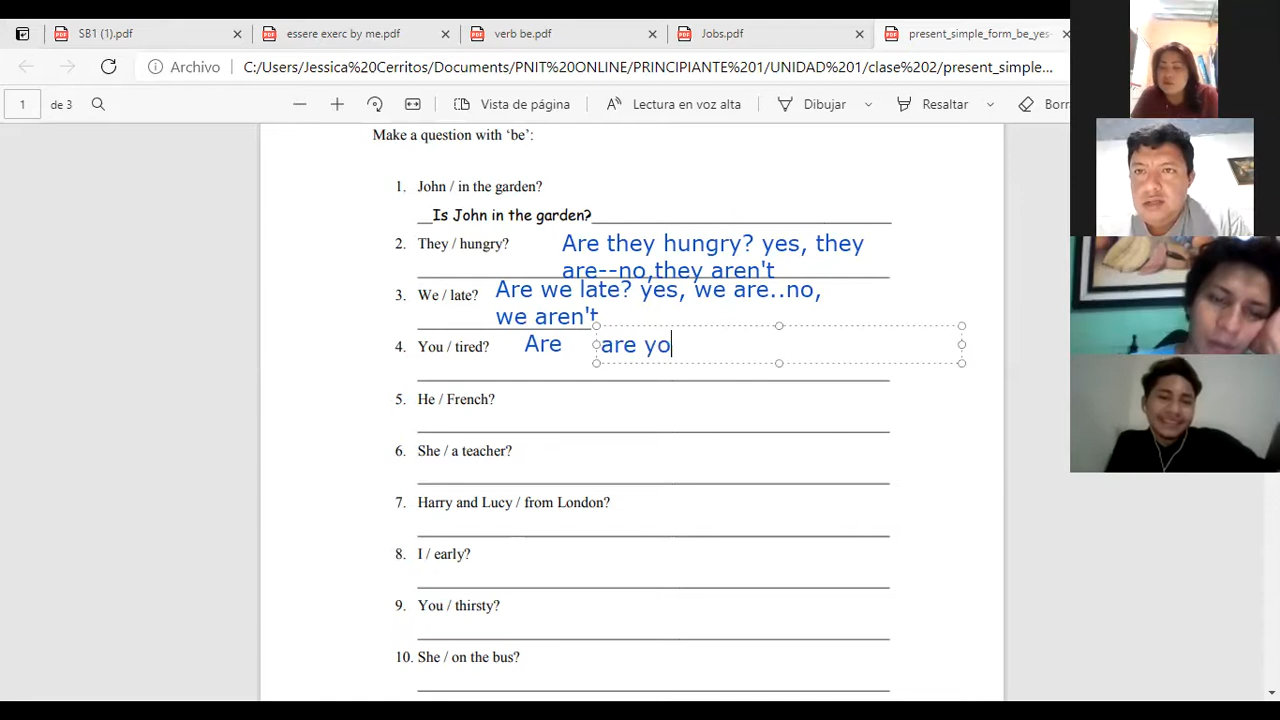 SB1 (1).pdf
essere exerc by me.pdf
verb be.pdf
Jobs.pdf
present_simple_form_be_yes-
Archivo
C:/Users/Jessica%20Cerritos/Documents/PNIT%20ONLINE/PRINCIPIANTE%201/UNIDAD%201/clase%202/present_simple...
1 de 3
Vista de página
Lectura en voz alta
Dibujar
Resaltar
Borr
Make a question with ‘be’:
1. John / in the garden?
__Is John in the garden?
2. They / hungry?
Are they hungry? yes, they
are--no,they aren't
3. We / late?
Are we late? yes, we are..no,
we aren't
4. You / tired?
Are
are yo
5. He / French?
6. She / a teacher?
7. Harry and Lucy / from London?
8. I / early?
9. You / thirsty?
10. She / on the bus?